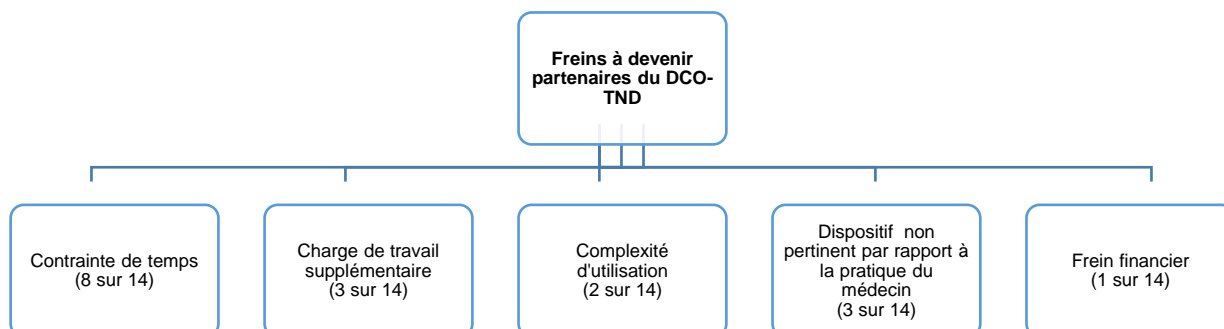 Freins à devenir
partenaires du DCO-
TND
Contrainte de temps
(8 sur 14)
Charge de travail
supplémentaire
(3 sur 14)
Complexité
d'utilisation
(2 sur 14)
Dispositif non
pertinent par rapport à
la pratique du
médecin
(3 sur 14)
Frein financier
(1 sur 14)